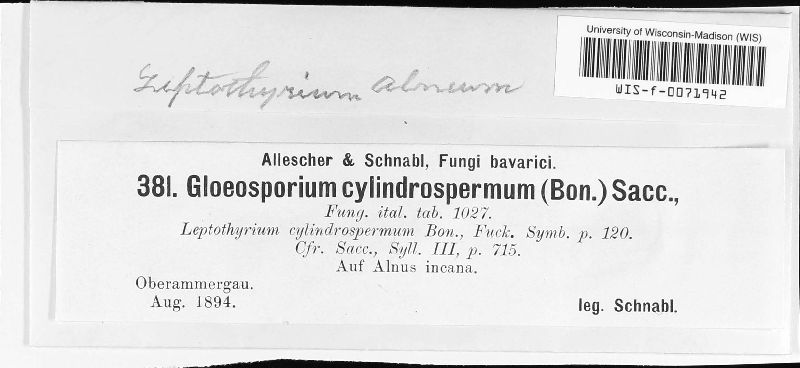 University of Wisconsin-Madison (WIS)
WIS-f-0071942
Leptothyrium alneum
Allescher & Schnabl, Fungi bavarici.
381. Gloeosporium cylindrospermum (Bon.) Sacc.,
Fung. ital. tab. 1027.
Leptothyrium cylindrospermum Bon., Fuck. Symb. p. 120.
Cfr. Sacc., Syll. III, p. 715.
Auf Alnus incana.
Oberammergau.
Aug. 1894.
leg. Schnabl.